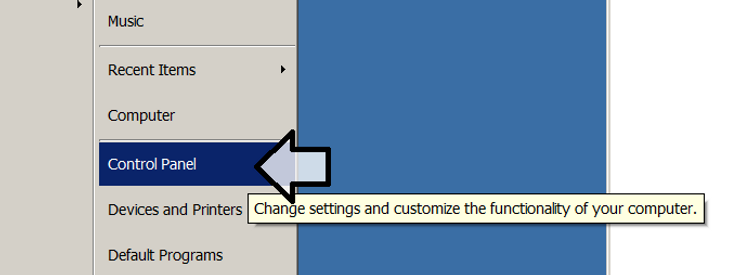 Music
Recent Items
Computer
Control Panel
Devices and Printers
Change settings and customize the functionality of your computer.
Default Programs